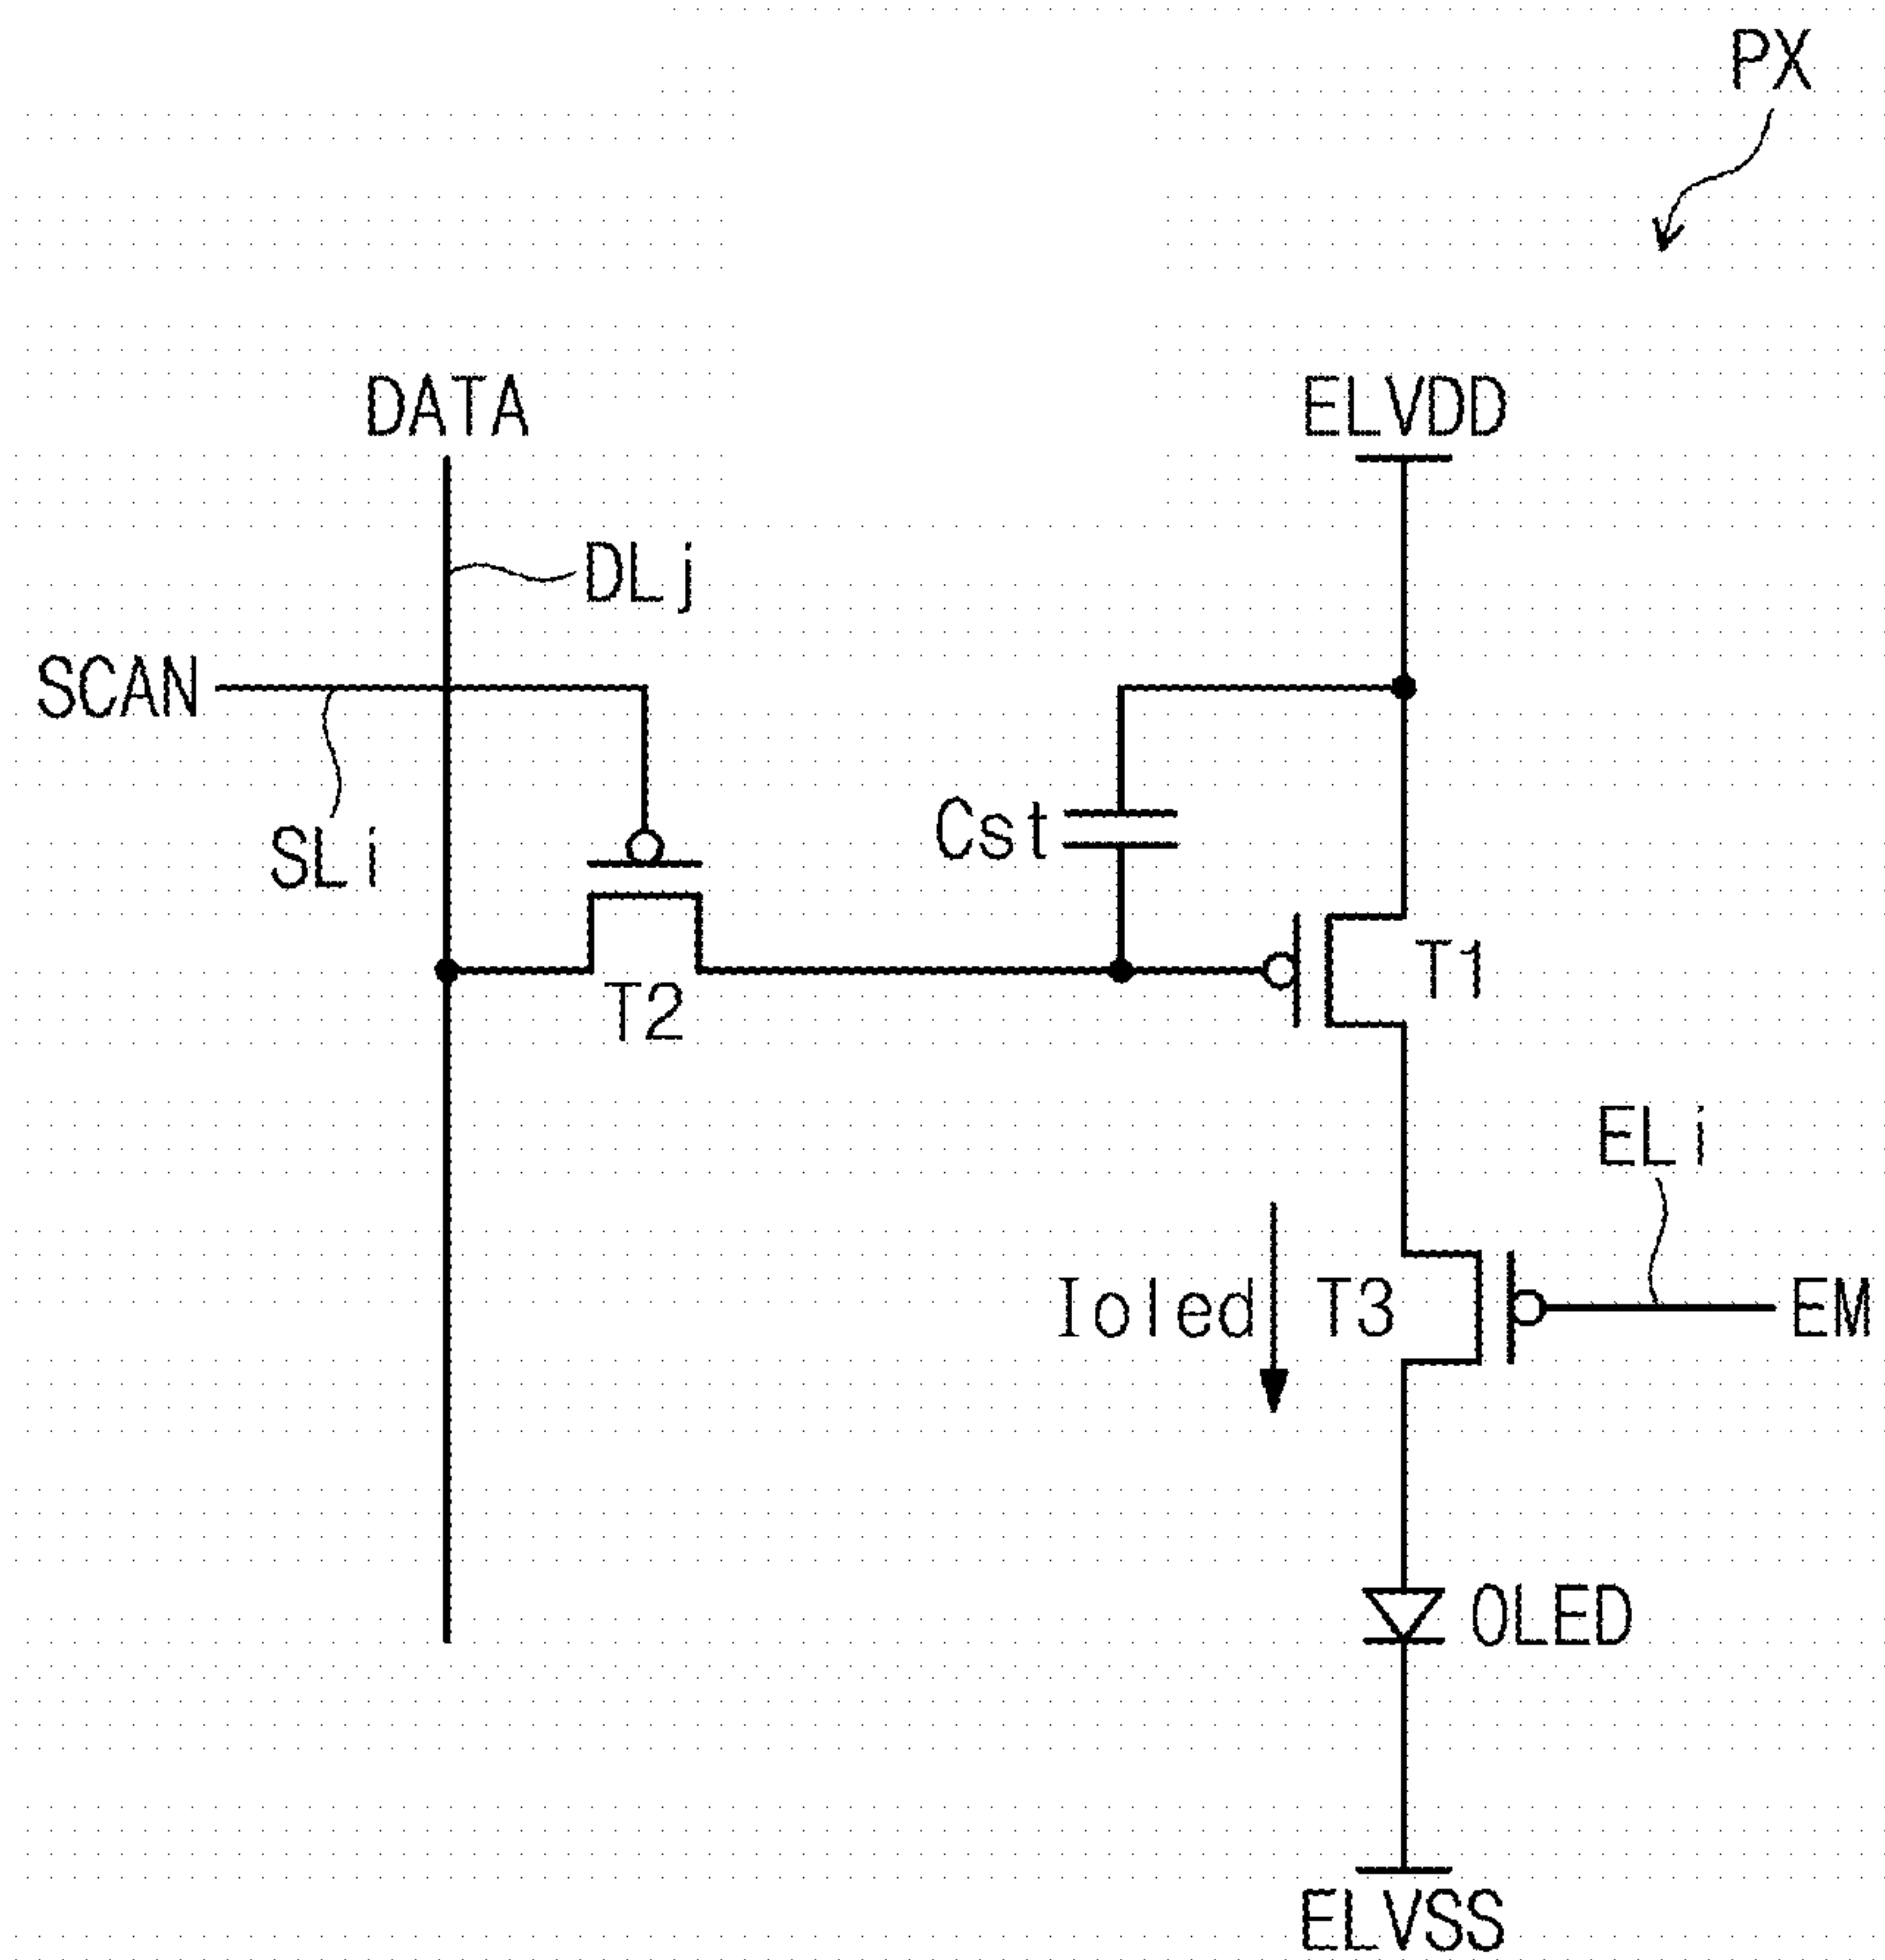 PX
DATA
ELVDD
DLj
SCAN
Cst
SLi
T1
T2
ELi
Ioled
T3
EM
OLED
ELVSS